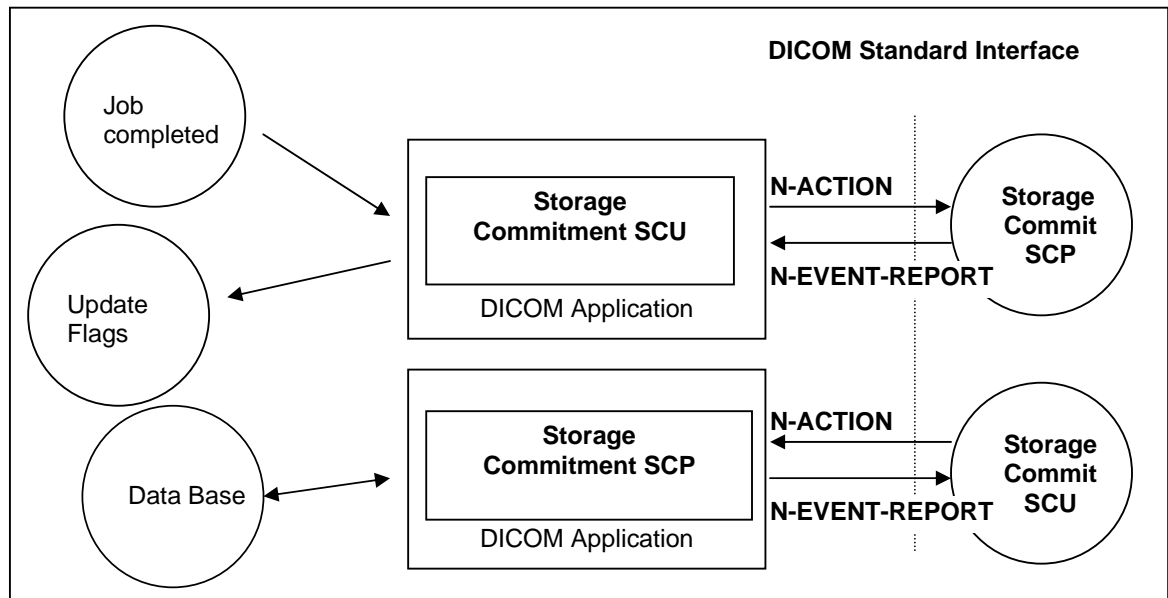 DICOM Standard Interface
Job
completed
Storage
Commitment SCU
DICOM Application
N-ACTION
N-EVENT-REPORT
Storage
Commit
SCP
Update
Flags
Data Base
Storage
Commitment SCP
DICOM Application
N-ACTION
N-EVENT-REPORT
Storage
Commit
SCU